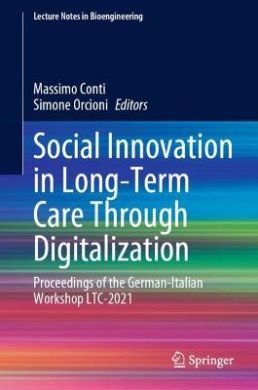 Lecture Notes in Bioengineering
Massimo Conti
Simone Orcioni Editors
Social Innovation
in Long-Term
Care Through
Digitalization
Proceedings of the German-Italian
Workshop LTC-2021
Springer